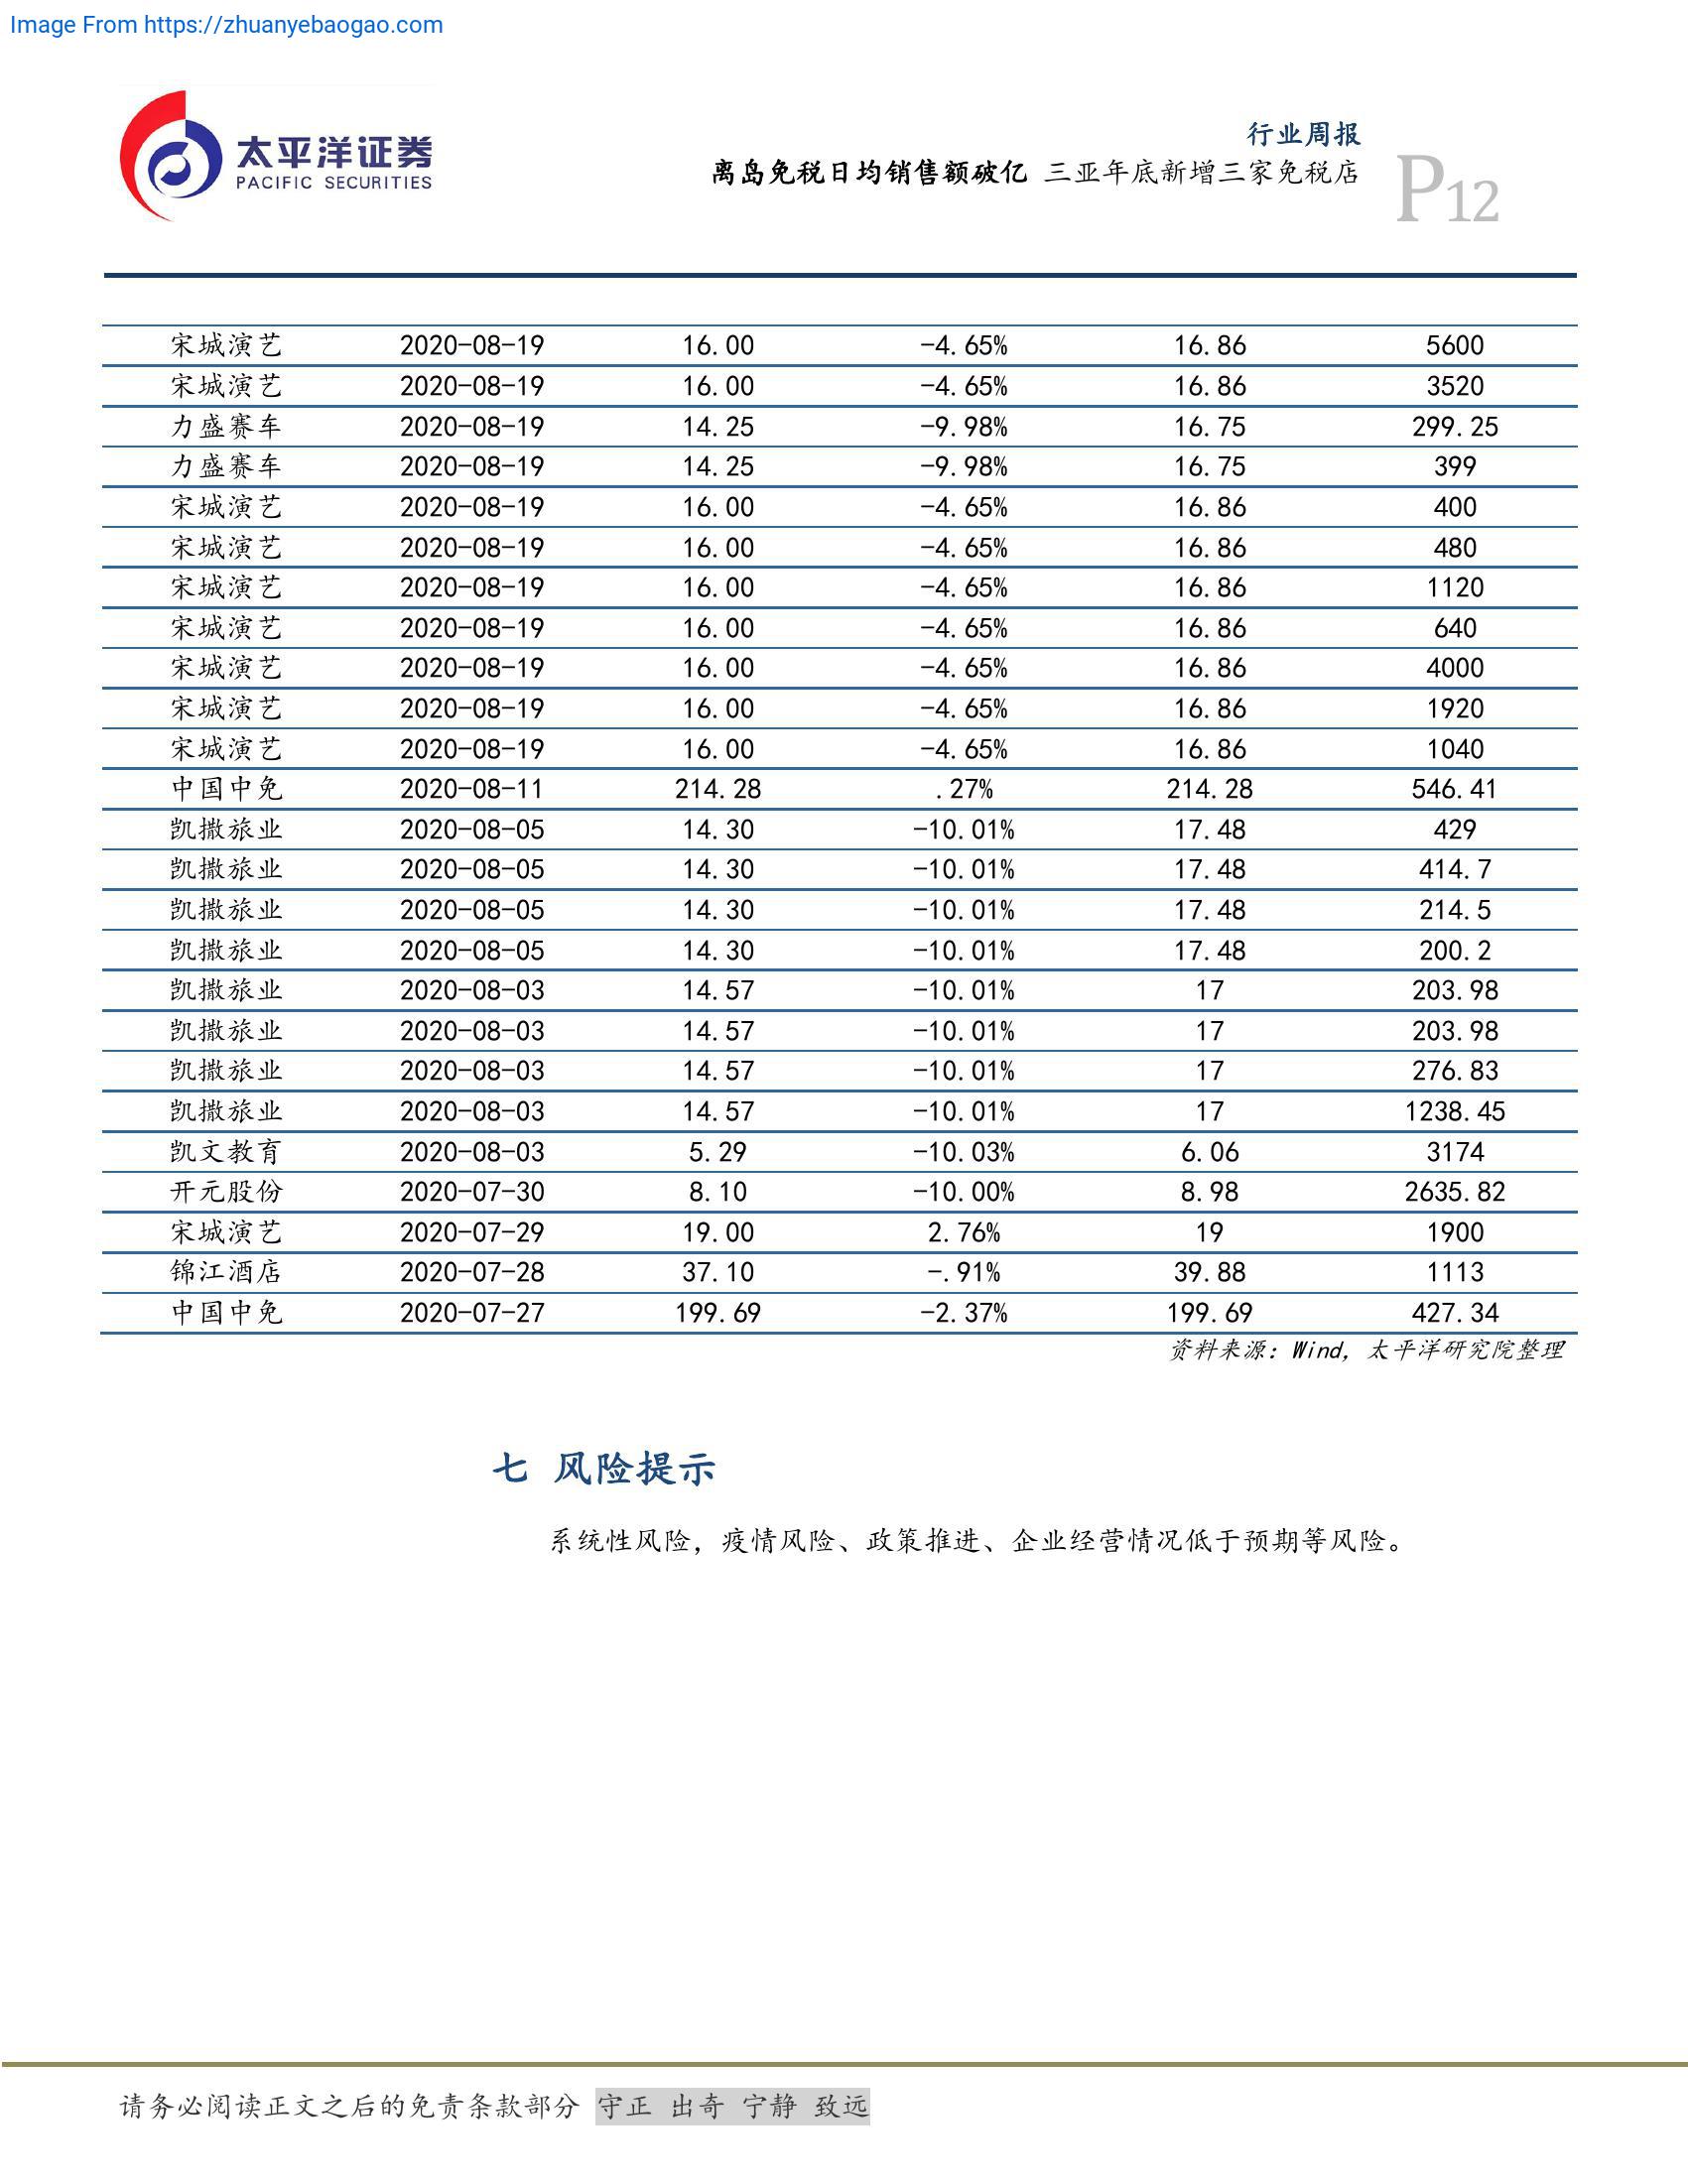 Image From https://zhuanyebaogao.com
太平洋证券
PACIFIC SECURITIES
行业周报
离岛免税日均销售额破亿 三亚年底新增三家免税店
P12
宋城演艺 2020-08-19 16.00 -4.65% 16.86 5600
宋城演艺 2020-08-19 16.00 -4.65% 16.86 3520
力盛赛车 2020-08-19 14.25 -9.98% 16.75 299.25
力盛赛车 2020-08-19 14.25 -9.98% 16.75 399
宋城演艺 2020-08-19 16.00 -4.65% 16.86 400
宋城演艺 2020-08-19 16.00 -4.65% 16.86 480
宋城演艺 2020-08-19 16.00 -4.65% 16.86 1120
宋城演艺 2020-08-19 16.00 -4.65% 16.86 640
宋城演艺 2020-08-19 16.00 -4.65% 16.86 4000
宋城演艺 2020-08-19 16.00 -4.65% 16.86 1920
宋城演艺 2020-08-19 16.00 -4.65% 16.86 1040
中国中免 2020-08-11 214.28 .27% 214.28 546.41
凯撒旅业 2020-08-05 14.30 -10.01% 17.48 429
凯撒旅业 2020-08-05 14.30 -10.01% 17.48 414.7
凯撒旅业 2020-08-05 14.30 -10.01% 17.48 214.5
凯撒旅业 2020-08-05 14.30 -10.01% 17.48 200.2
凯撒旅业 2020-08-03 14.57 -10.01% 17 203.98
凯撒旅业 2020-08-03 14.57 -10.01% 17 203.98
凯撒旅业 2020-08-03 14.57 -10.01% 17 276.83
凯撒旅业 2020-08-03 14.57 -10.01% 17 1238.45
凯文教育 2020-08-03 5.29 -10.03% 6.06 3174
开元股份 2020-07-30 8.10 -10.00% 8.98 2635.82
宋城演艺 2020-07-29 19.00 2.76% 19 1900
锦江酒店 2020-07-28 37.10 -.91% 39.88 1113
中国中免 2020-07-27 199.69 -2.37% 199.69 427.34
资料来源：Wind，太平洋研究院整理
七 风险提示
系统性风险，疫情风险、政策推进、企业经营情况低于预期等风险。
请务必阅读正文之后的免责条款部分 守正 出奇 宁静 致远